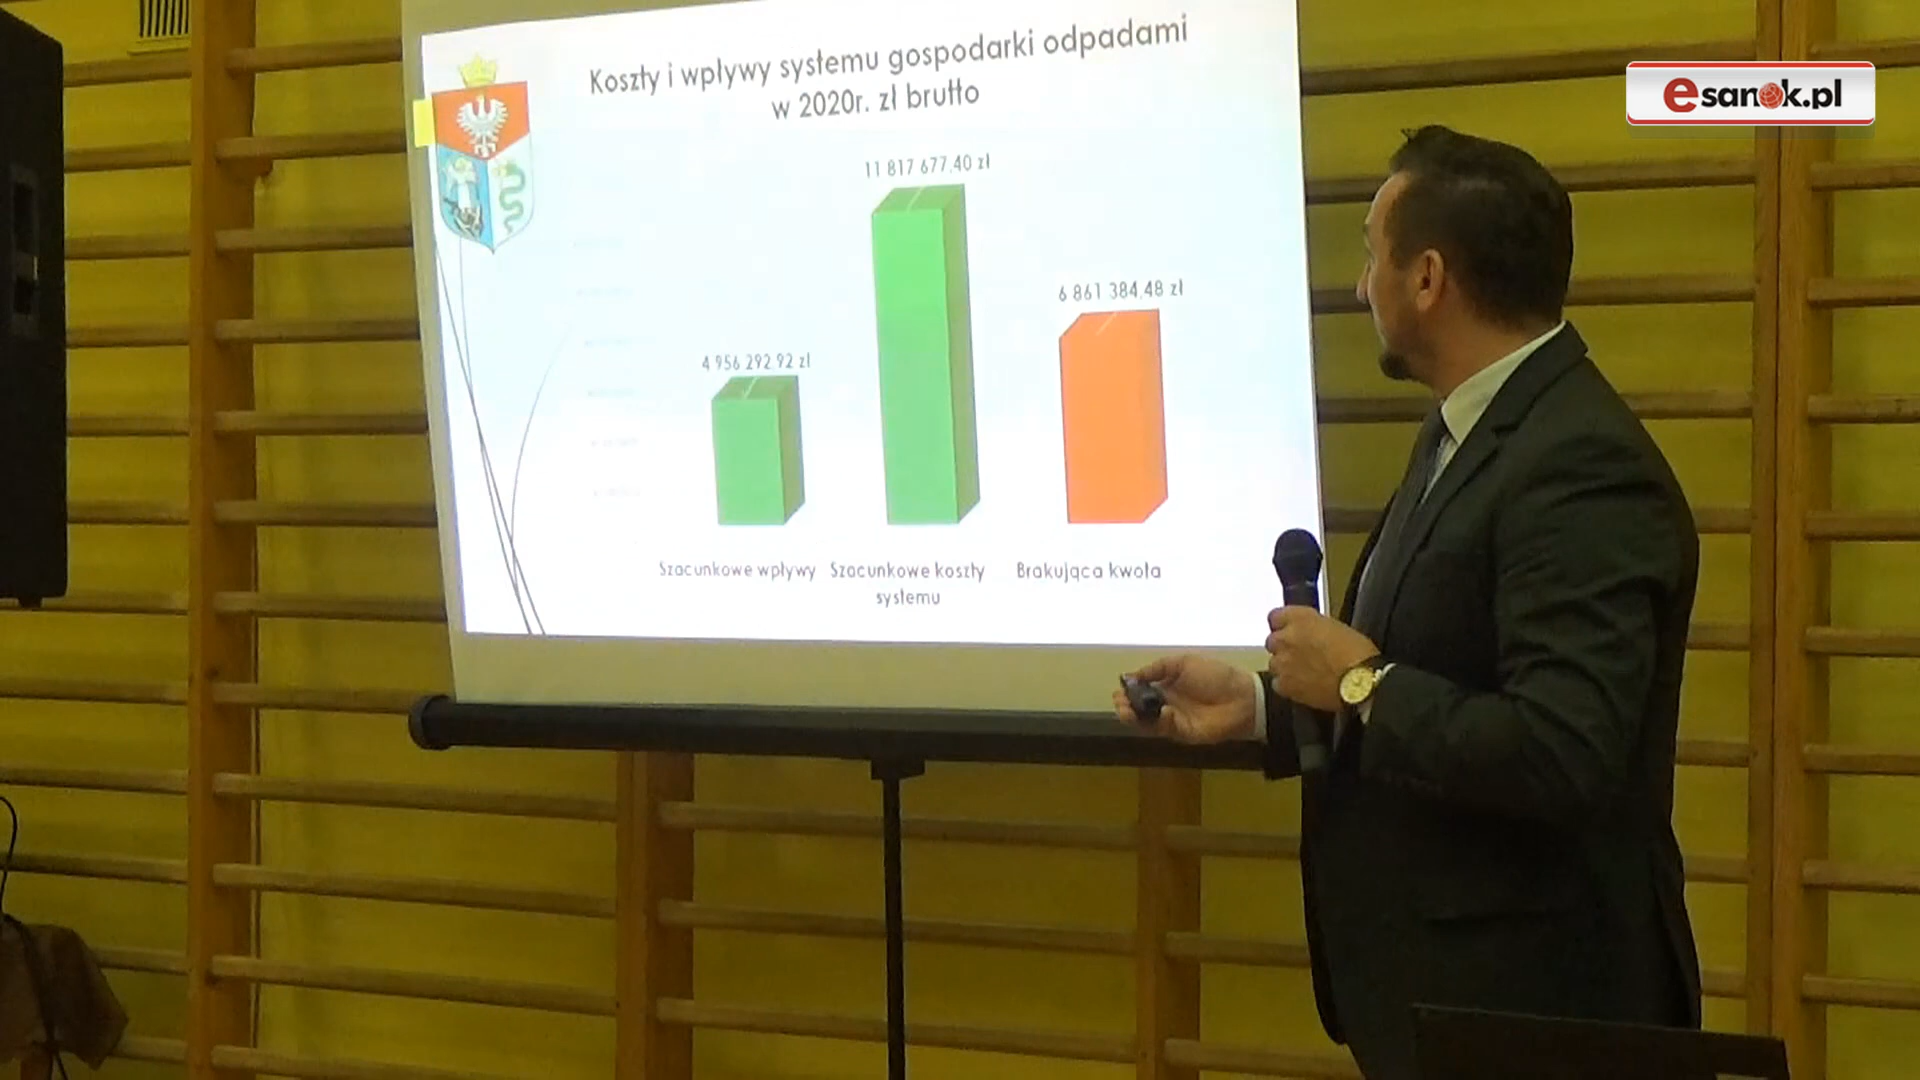 Koszty i wpływy systemu gospodarki odpadami
w 2020r. zł brutto
esanok.pl
11 817 677,40 zł
6 861 384,48 zł
4 956 292,92 zł
Szacunkowe wpływy
Szacunkowe koszty
systemu
Brakująca kwota